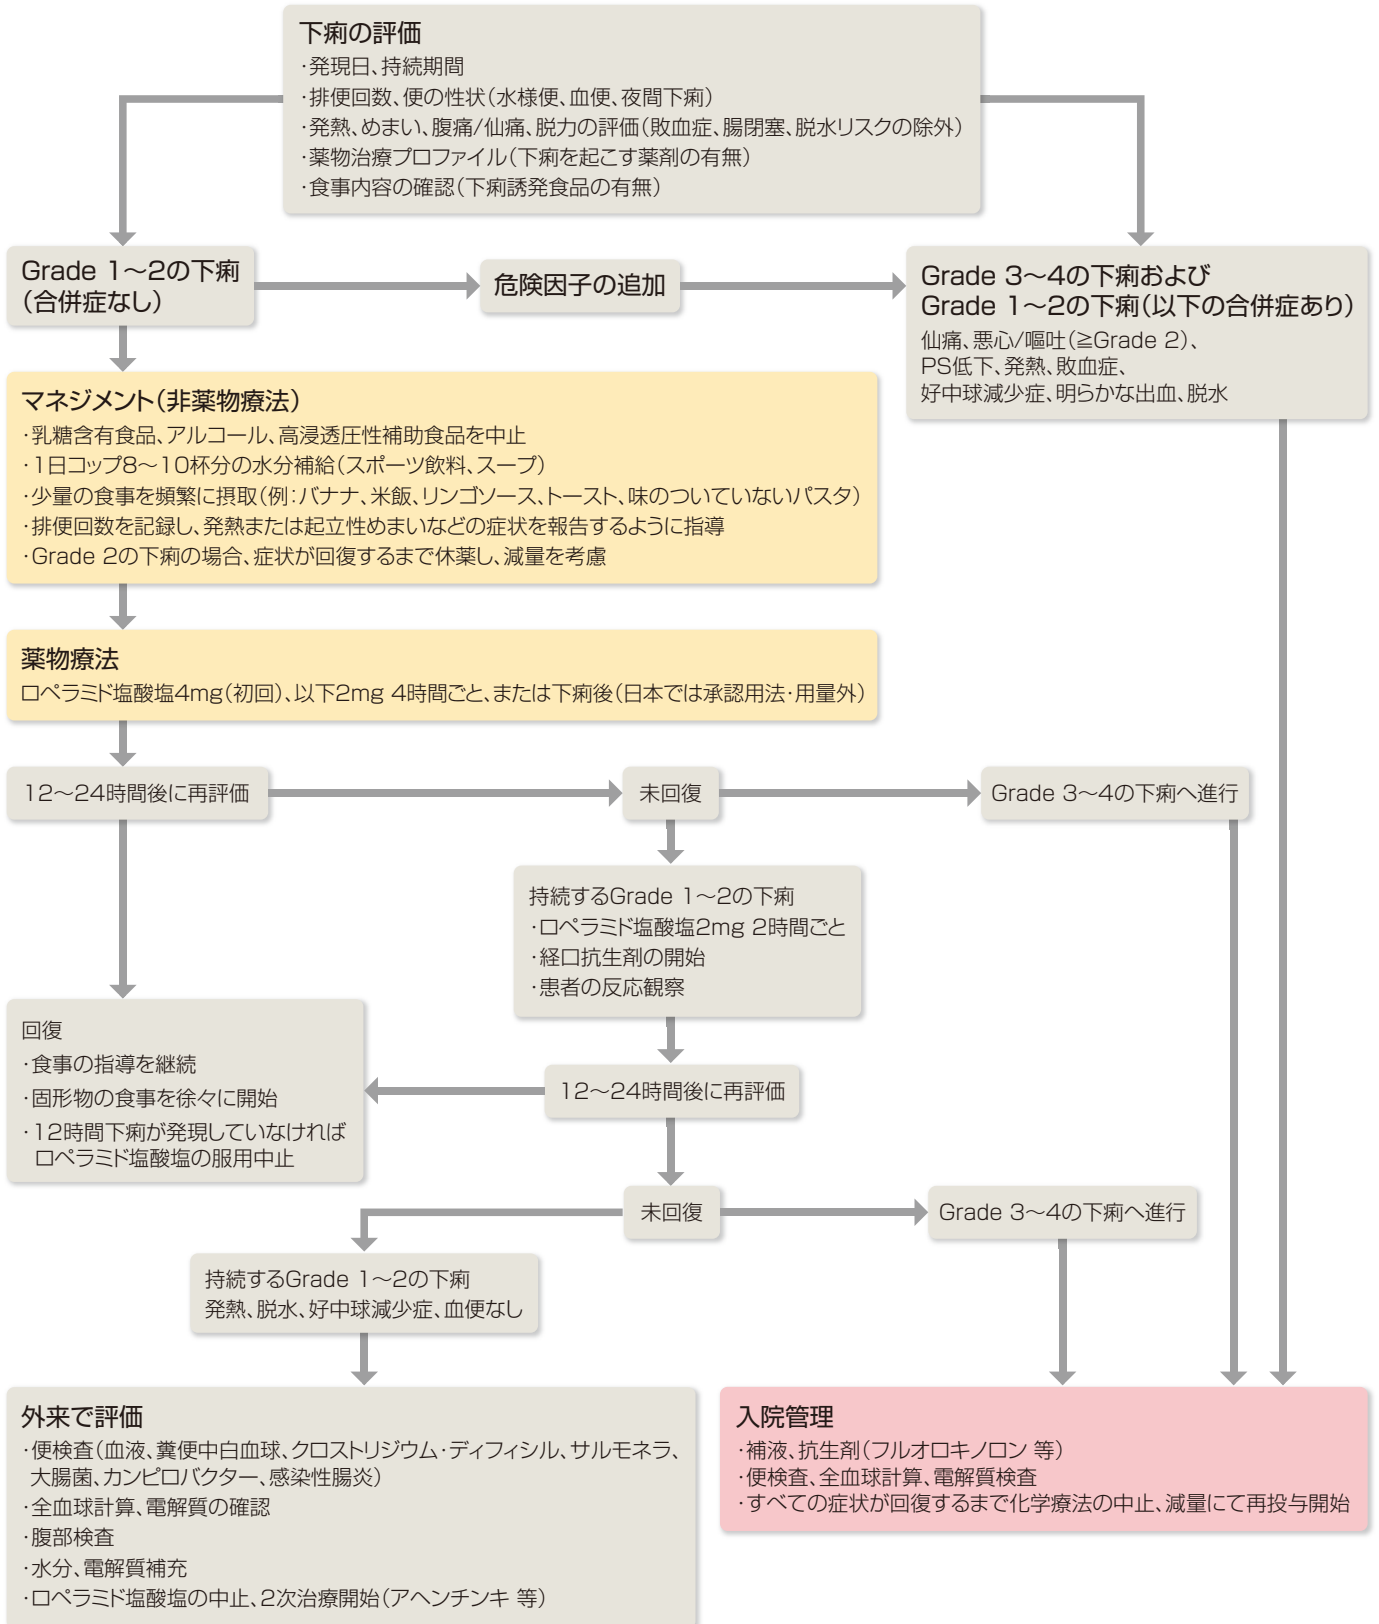 下痢の評価
・発現日、持続期間
・排便回数、便の性状（水様便、血便、夜間下痢）
・発熱、めまい、腹痛/仙痛、脱力の評価（敗血症、腸閉塞、脱水リスクの除外）
・薬物治療プロファイル（下痢を起こす薬剤の有無）
・食事内容の確認（下痢誘発食品の有無）
Grade 1〜2の下痢
（合併症なし）
危険因子の追加
Grade 3〜4の下痢および
Grade 1〜2の下痢（以下の合併症あり）
仙痛、悪心/嘔吐（≧Grade 2）、
PS低下、発熱、敗血症、
好中球減少症、明らかな出血、脱水
マネジメント（非薬物療法）
・乳糖含有食品、アルコール、高浸透圧性補助食品を中止
・1日コップ8〜10杯分の水分補給（スポーツ飲料、スープ）
・少量の食事を頻繁に摂取（例：バナナ、米飯、リンゴソース、トースト、味のついていないパスタ）
・排便回数を記録し、発熱または起立性めまいなどの症状を報告するように指導
・Grade 2の下痢の場合、症状が回復するまで休薬し、減量を考慮
薬物療法
ロペラミド塩酸塩4mg（初回）、以下2mg 4時間ごと、または下痢後（日本では承認用法・用量外）
12〜24時間後に再評価
未回復
Grade 3〜4の下痢へ進行
持続するGrade 1〜2の下痢
・ロペラミド塩酸塩2mg 2時間ごと
・経口抗生剤の開始
・患者の反応観察
回復
・食事の指導を継続
・固形物の食事を徐々に開始
・12時間下痢が発現していなければ
ロペラミド塩酸塩の服用中止
12〜24時間後に再評価
未回復
Grade 3〜4の下痢へ進行
持続するGrade 1〜2の下痢
発熱、脱水、好中球減少症、血便なし
外来で評価
・便検査（血液、糞便中白血球、クロストリジウム・ディフィシル、サルモネラ、
大腸菌、カンピロバクター、感染性腸炎）
・全血球計算、電解質の確認
・腹部検査
・水分、電解質補充
・ロペラミド塩酸塩の中止、2次治療開始（アヘンチンキ 等）
入院管理
・補液、抗生剤（フルオロキノロン 等）
・便検査、全血球計算、電解質検査
・すべての症状が回復するまで化学療法の中止、減量にて再投与開始